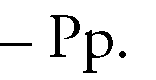 – Pp.